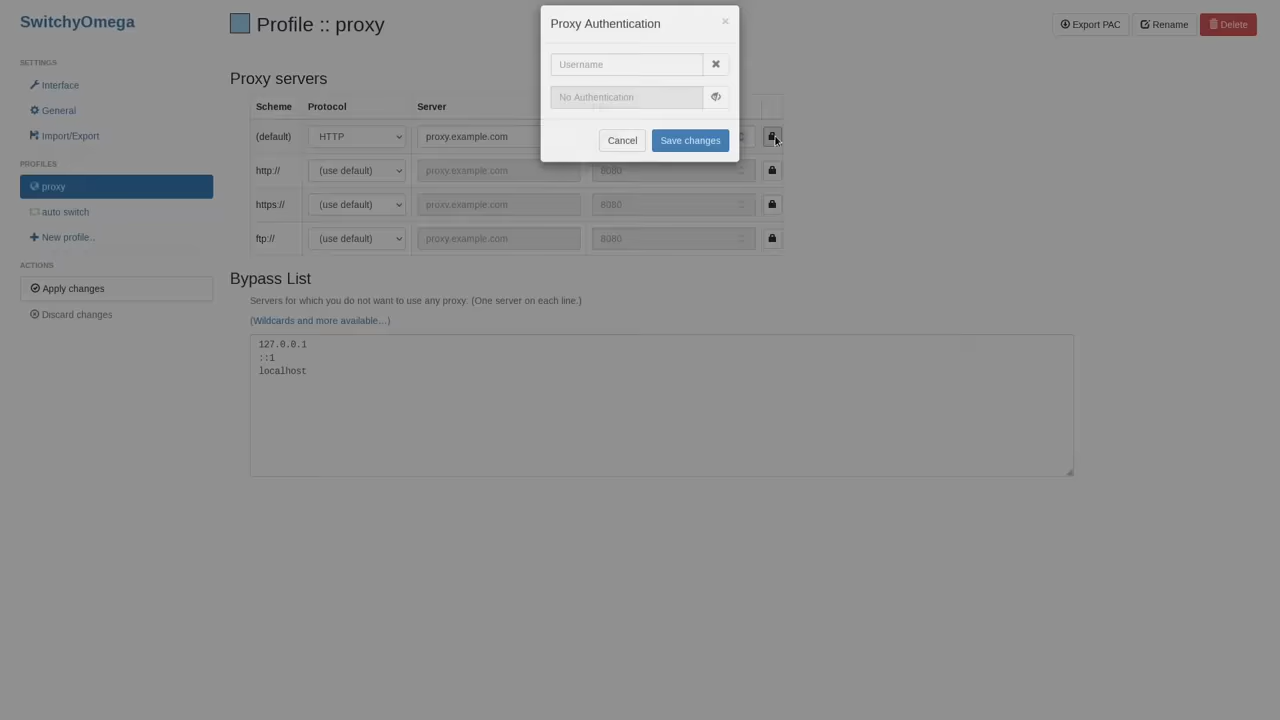 SwitchyOmega
SETTINGS
Interface
General
Import/Export
PROFILES
proxy
auto switch
New profile..
ACTIONS
Apply changes
Discard changes
Profile :: proxy
Export PAC
Rename
Delete
Proxy servers
Scheme Protocol Server
(default) HTTP proxy.example.com
http:// (use default) proxy.example.com 8080
https:// (use default) proxy.example.com 8080
ftp:// (use default) proxy.example.com 8080
Bypass List
Servers for which you do not want to use any proxy. (One server on each line.)
(Wildcards and more available…)
127.0.0.1
::1
localhost
Proxy Authentication
×
Username
No Authentication
Cancel
Save changes